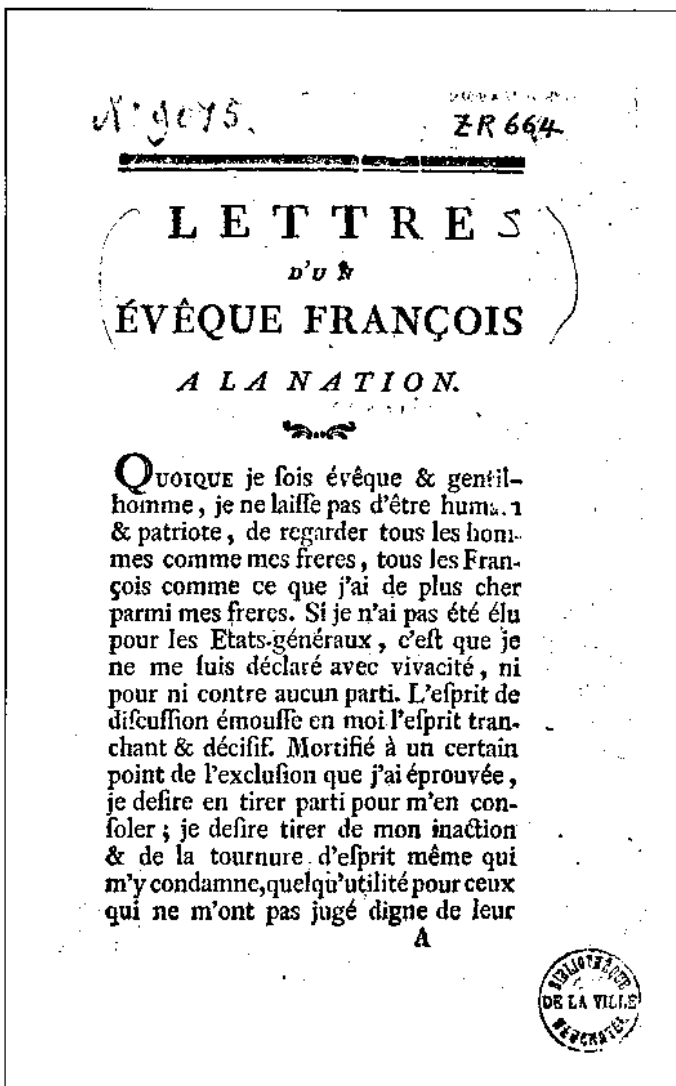 N° 9075.
ZR 664
LETTRES
D'UN
ÉVÊQUE FRANÇOIS
A LA NATION.
QUOIQUE je ſois évêque & gentil-
homme, je ne laiſſe pas d'être humain
& patriote, de regarder tous les hom-
mes comme mes freres, tous les Fran-
çois comme ce que j'ai de plus cher
parmi mes freres. Si je n'ai pas été élu
pour les Etats-généraux, c'eſt que je
ne me ſuis déclaré avec vivacité, ni
pour ni contre aucun parti. L'eſprit de
diſcuſſion émouſſe en moi l'eſprit tran-
chant & déciſif. Mortifié à un certain
point de l'excluſion que j'ai éprouvée,
je deſire en tirer parti pour m'en con-
ſoler; je deſire tirer de mon inaction
& de la tournure d'eſprit même qui
m'y condamne, quelqu'utilité pour ceux
qui ne m'ont pas jugé digne de leur
A
BIBLIOTHÈQUE
DE LA VILLE
NEUCHATEL